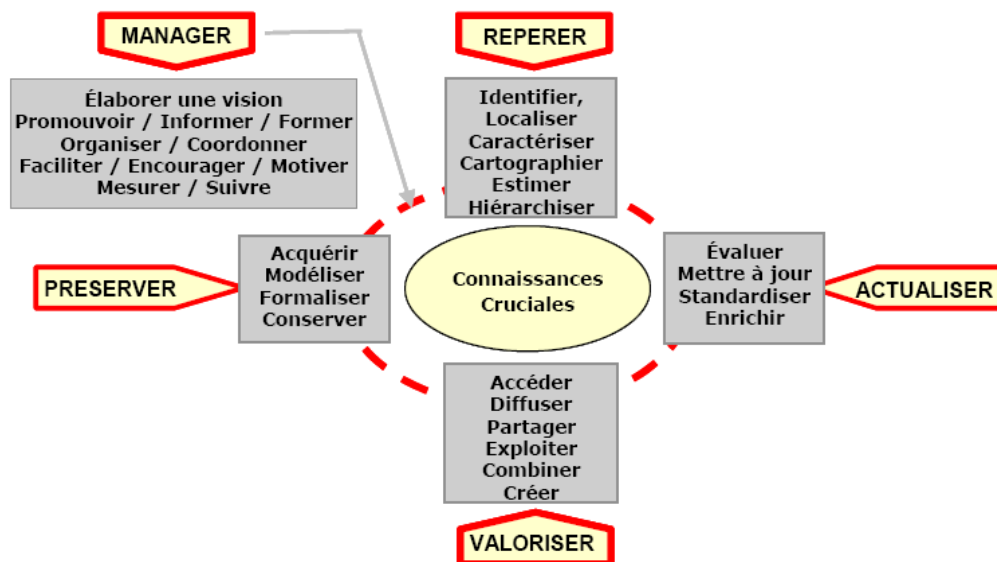 MANAGER
Élaborer une vision
Promouvoir / Informer / Former
Organiser / Coordonner
Faciliter / Encourager / Motiver
Mesurer / Suivre
REPERER
Identifier,
Localiser
Caractériser
Cartographier
Estimer
Hiérarchiser
PRESERVER
Acquérir
Modéliser
Formaliser
Conserver
Connaissances
Cruciales
Évaluer
Mettre à jour
Standardiser
Enrichir
ACTUALISER
Accéder
Diffuser
Partager
Exploiter
Combiner
Créer
VALORISER